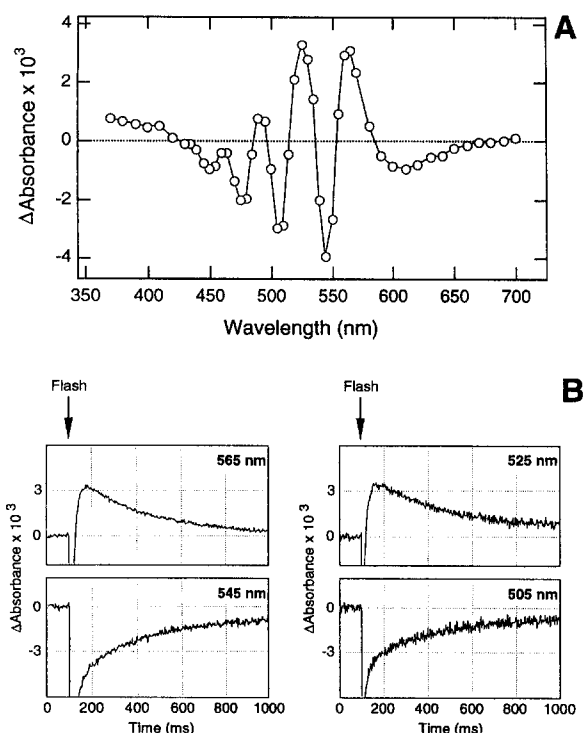 A
ΔAbsorbance x 10³
4
2
0
-2
-4
350 400 450 500 550 600 650 700
Wavelength (nm)
B
Flash
Flash
ΔAbsorbance x 10³
3
0
565 nm
0
-3
545 nm
0 200 400 600 800 1000
Time (ms)
ΔAbsorbance x 10³
3
0
525 nm
0
-3
505 nm
0 200 400 600 800 1000
Time (ms)